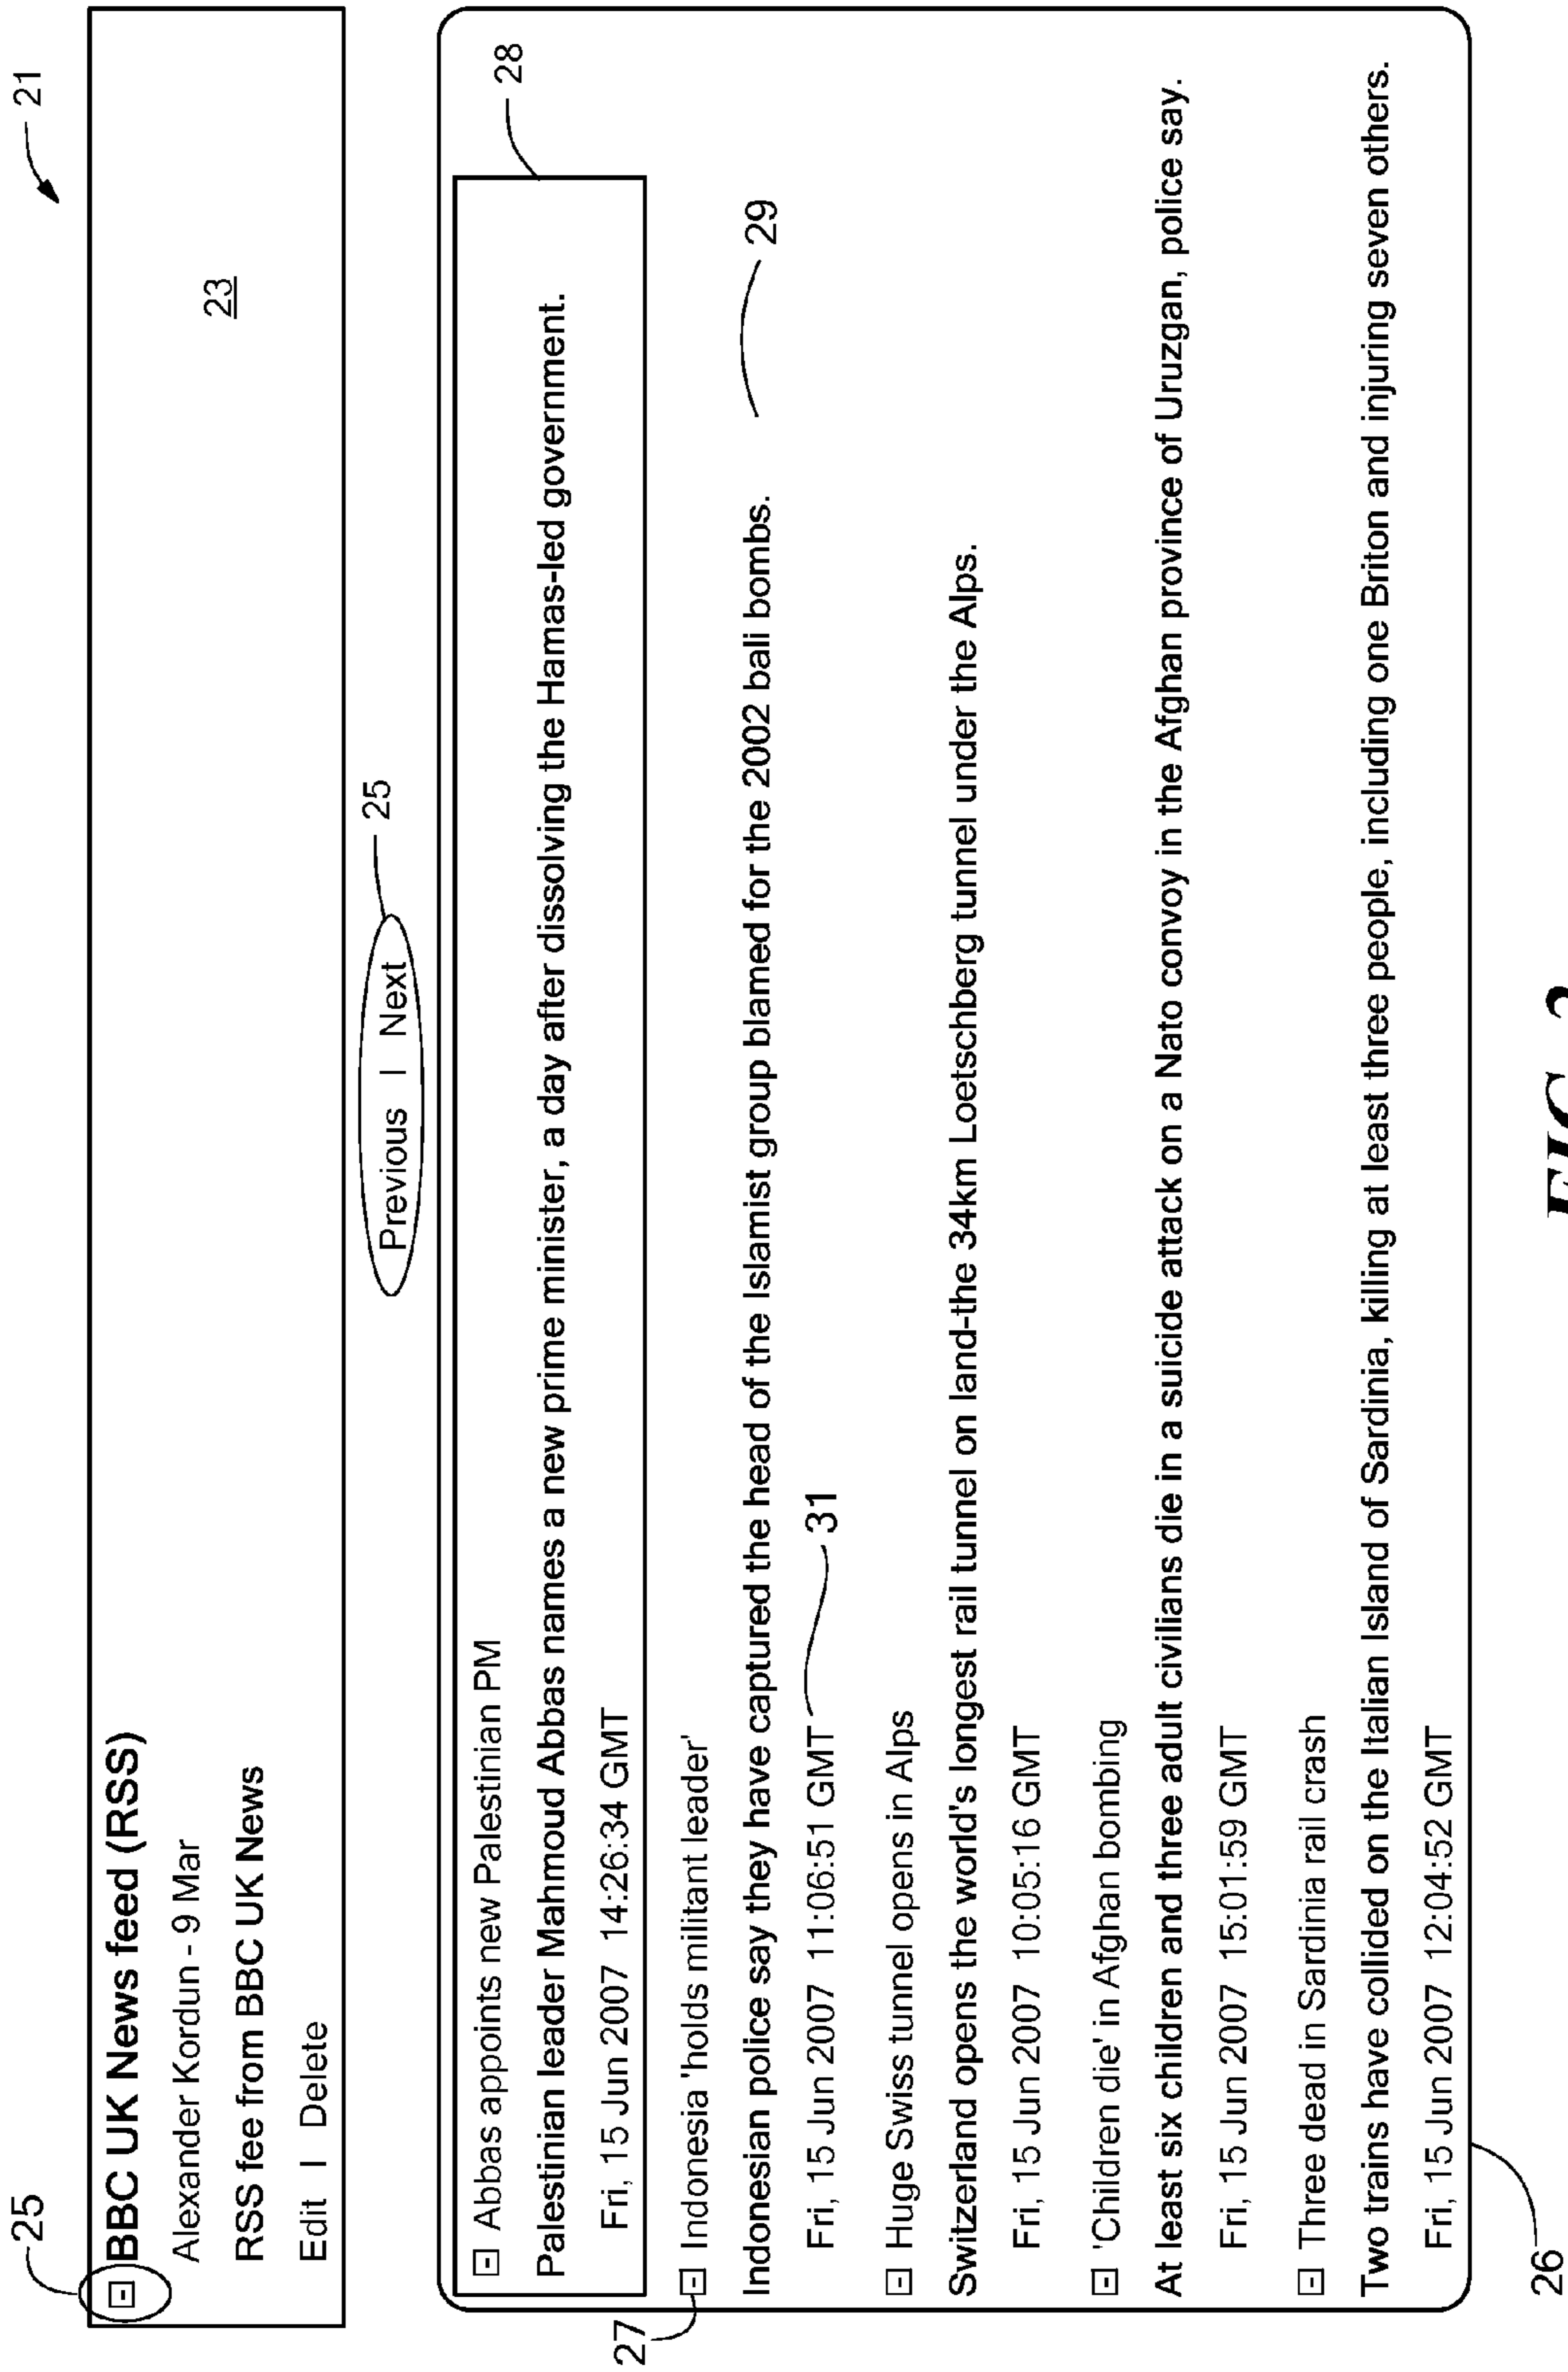 21
25
BBC UK News feed (RSS)
Alexander Kordun - 9 Mar
RSS fee from BBC UK News
Edit | Delete
23
25
Previous | Next
28
Abbas appoints new Palestinian PM
Palestinian leader Mahmoud Abbas names a new prime minister, a day after dissolving the Hamas-led government.
Fri, 15 Jun 2007 14:26:34 GMT
27
Indonesia 'holds militant leader'
Indonesian police say they have captured the head of the Islamist group blamed for the 2002 bali bombs.
29
Fri, 15 Jun 2007 11:06:51 GMT
31
Huge Swiss tunnel opens in Alps
Switzerland opens the world's longest rail tunnel on land-the 34km Loetschberg tunnel under the Alps.
Fri, 15 Jun 2007 10:05:16 GMT
'Children die' in Afghan bombing
At least six children and three adult civilians die in a suicide attack on a Nato convoy in the Afghan province of Uruzgan, police say.
Fri, 15 Jun 2007 15:01:59 GMT
Three dead in Sardinia rail crash
Two trains have collided on the Italian Island of Sardinia, killing at least three people, including one Briton and injuring seven others.
Fri, 15 Jun 2007 12:04:52 GMT
26